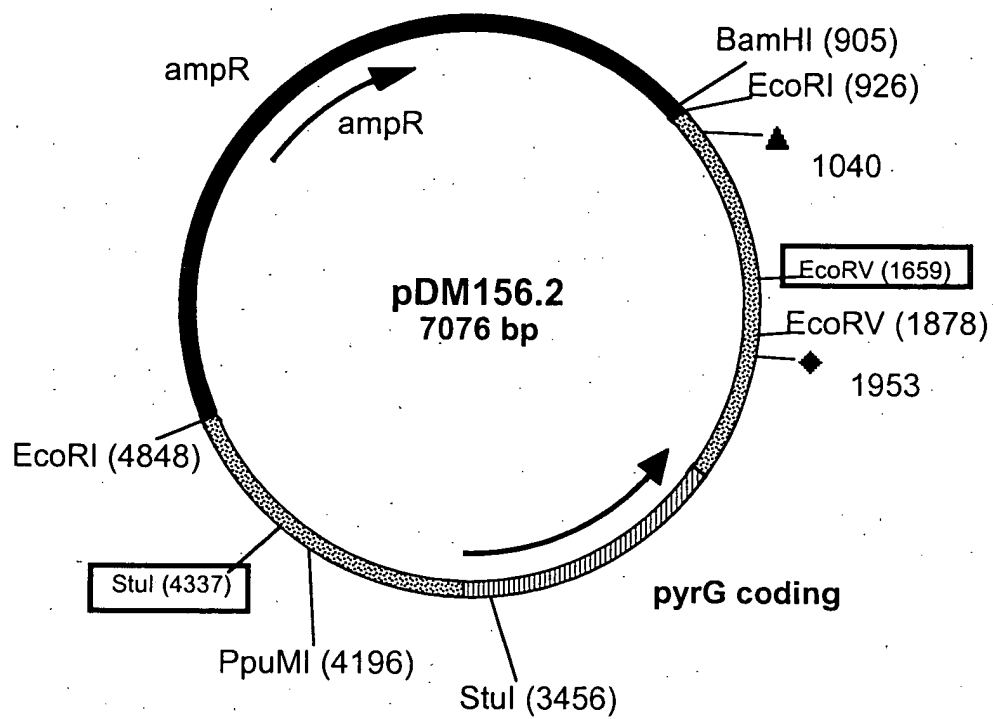 BamHI (905)
ampR
EcoRI (926)
ampR
1040
EcoRV (1659)
pDM156.2
7076 bp
EcoRV (1878)
1953
EcoRI (4848)
StuI (4337)
pyrG coding
PpuMI (4196)
StuI (3456)